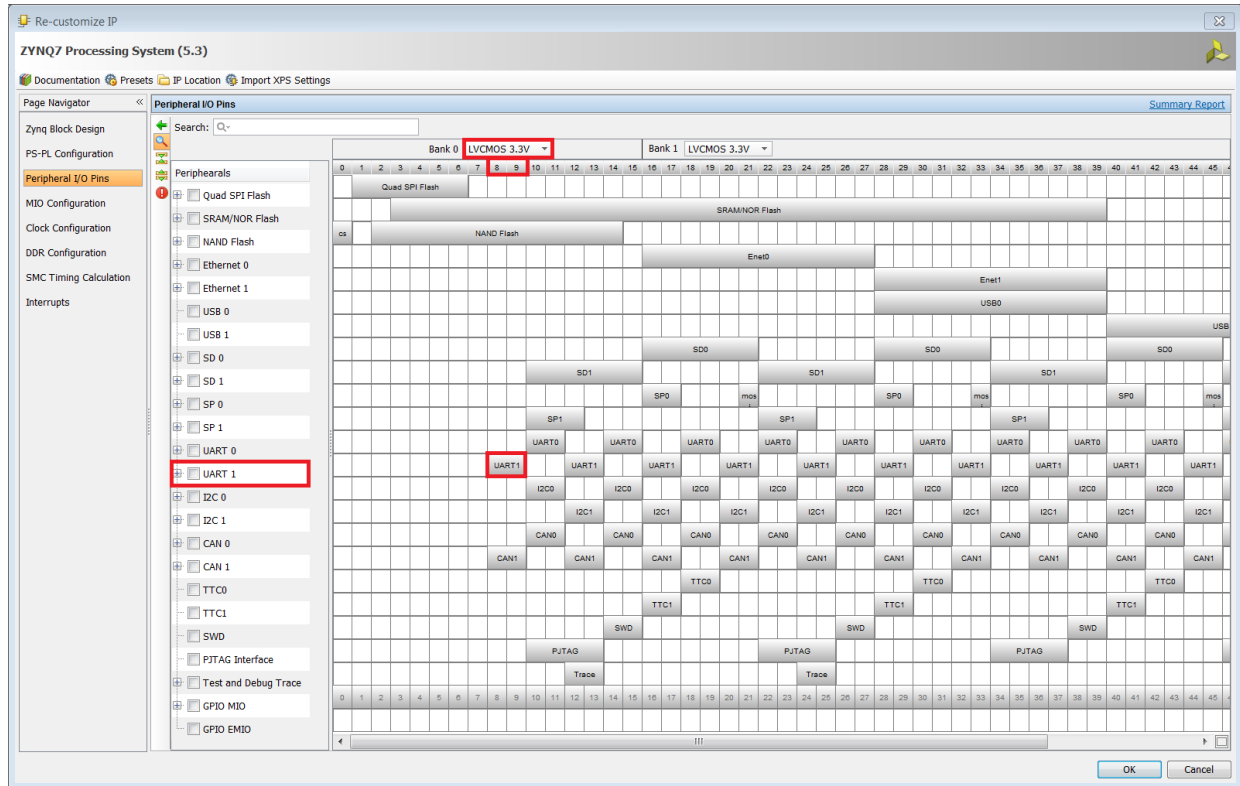 Re-customize IP
ZYNQ7 Processing System (5.3)
Documentation Presets IP Location Import XPS Settings
Page Navigator « Peripheral I/O Pins Summary Report
Zynq Block Design
PS-PL Configuration
Peripheral I/O Pins
MIO Configuration
Clock Configuration
DDR Configuration
SMC Timing Calculation
Interrupts
Search:
Bank 0 LVCMOS 3.3V Bank 1 LVCMOS 3.3V
Periphearals 0 1 2 3 4 5 6 7 8 9 10 11 12 13 14 15 16 17 18 19 20 21 22 23 24 25 26 27 28 29 30 31 32 33 34 35 36 37 38 39 40 41 42 43 44 45
Quad SPI Flash Quad SPI Flash
SRAM/NOR Flash SRAM/NOR Flash
NAND Flash cs NAND Flash
Ethernet 0 Enet0
Ethernet 1 Enet1
USB 0 USB0
USB 1 USB
SD 0 SD0 SD0 SD0
SD 1 SD1 SD1 SD1
SP 0 SP0 mos SP0 mos SP0 mos
SP 1 SP1 SP1 SP1
UART 0 UART0 UART0 UART0 UART0 UART0 UART0 UART0 UART0 UART0
UART 1 UART1 UART1 UART1 UART1 UART1 UART1 UART1 UART1 UART1 UART1
I2C 0 I2C0 I2C0 I2C0 I2C0 I2C0 I2C0 I2C0 I2C0 I2C0
I2C 1 I2C1 I2C1 I2C1 I2C1 I2C1 I2C1 I2C1 I2C1 I2C1
CAN 0 CAN0 CAN0 CAN0 CAN0 CAN0 CAN0 CAN0 CAN0 CAN0
CAN 1 CAN1 CAN1 CAN1 CAN1 CAN1 CAN1 CAN1 CAN1 CAN1 CAN1
TTC0 TTC0 TTC0 TTC0
TTC1 TTC1 TTC1 TTC1
SWD SWD SWD SWD
PJTAG Interface PJTAG PJTAG PJTAG
Test and Debug Trace Trace Trace
GPIO MIO 0 1 2 3 4 5 6 7 8 9 10 11 12 13 14 15 16 17 18 19 20 21 22 23 24 25 26 27 28 29 30 31 32 33 34 35 36 37 38 39 40 41 42 43 44 45
GPIO EMIO
OK Cancel